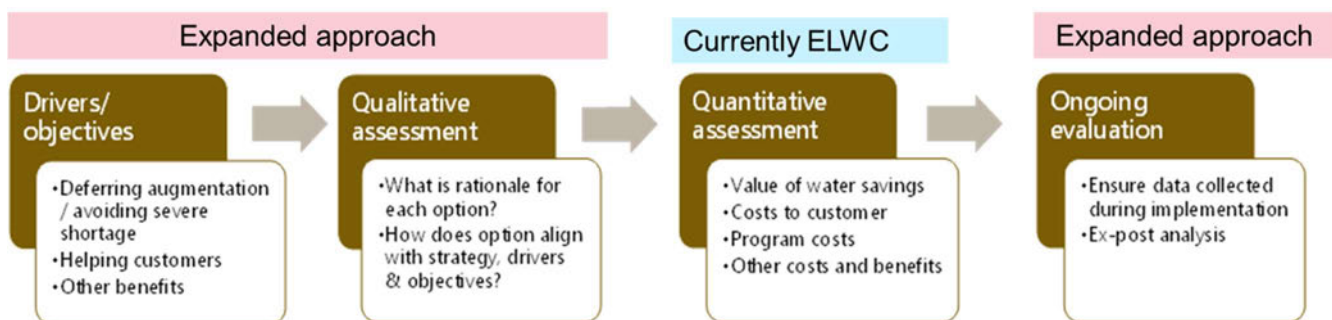 Expanded approach
Currently ELWC
Expanded approach
Drivers/
objectives
•Deferring augmentation
/ avoiding severe
shortage
•Helping customers
•Other benefits
Qualitative
assessment
•What is rationale for
each option?
•How does option align
with strategy, drivers
& objectives?
Quantitative
assessment
•Value of water savings
•Costs to customer
•Program costs
•Other costs and benefits
Ongoing
evaluation
•Ensure data collected
during implementation
•Ex-post analysis